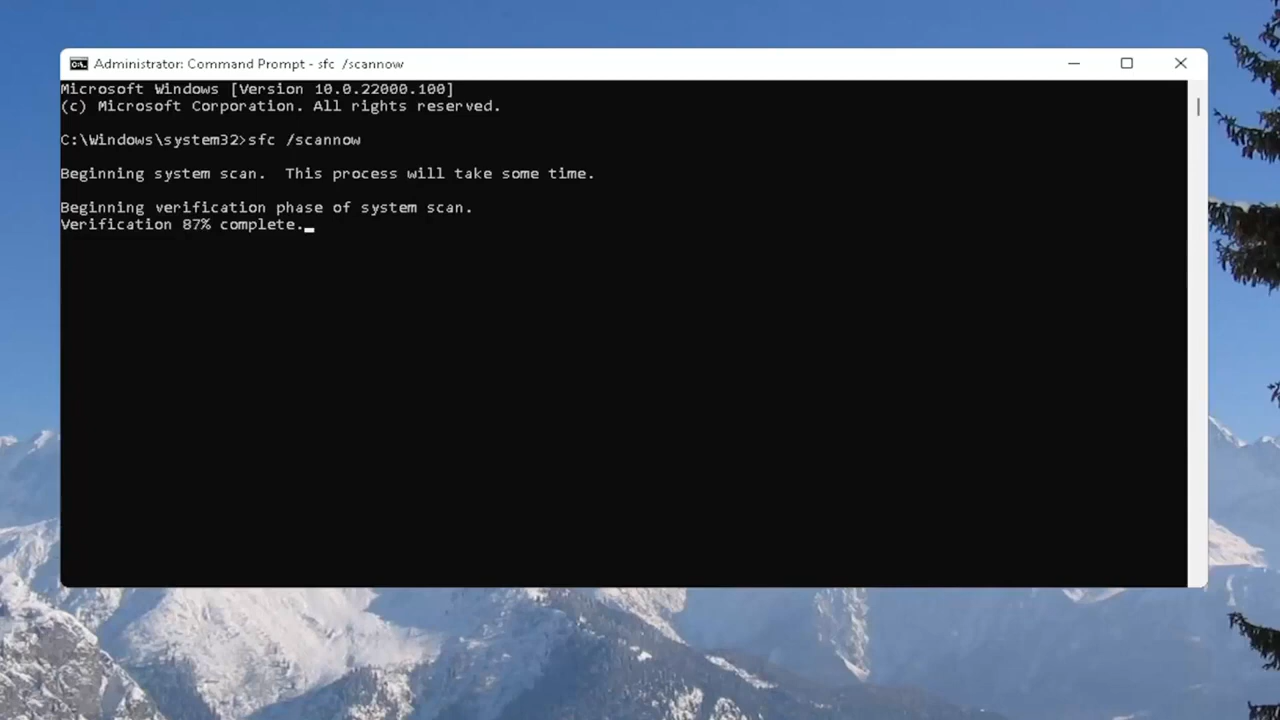 Administrator: Command Prompt - sfc  /scannow
Microsoft Windows [Version 10.0.22000.100]
(c) Microsoft Corporation. All rights reserved.
C:\Windows\system32>sfc /scannow
Beginning system scan.  This process will take some time.
Beginning verification phase of system scan.
Verification 87% complete.